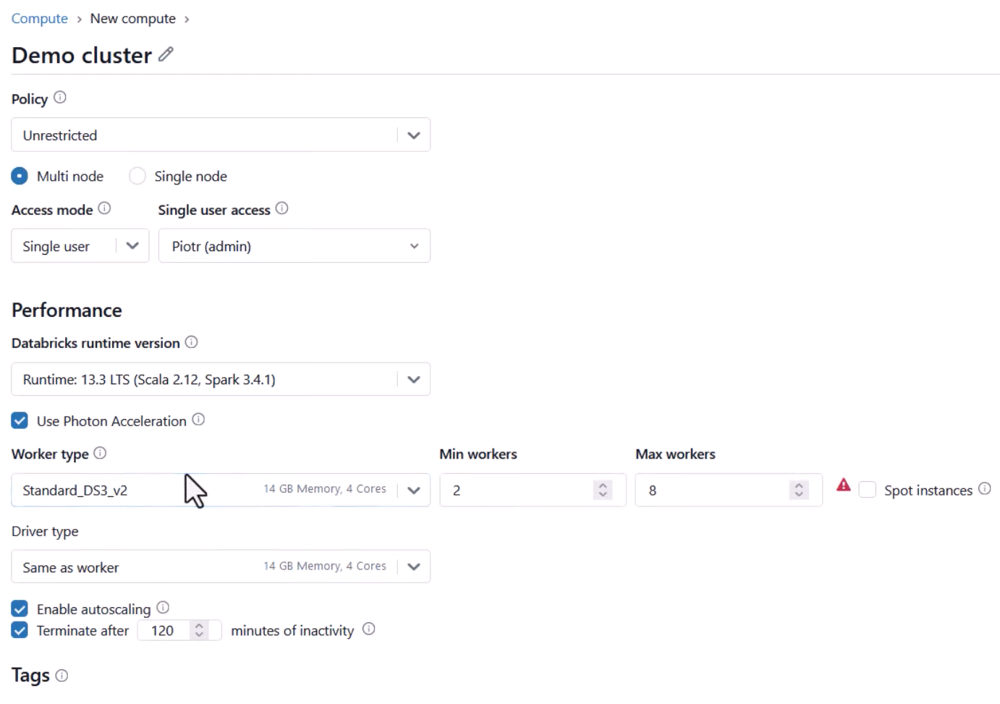 Compute › New compute ›
Demo cluster
Policy
Unrestricted
Multi node Single node
Access mode Single user access
Single user Piotr (admin)
Performance
Databricks runtime version
Runtime: 13.3 LTS (Scala 2.12, Spark 3.4.1)
Use Photon Acceleration
Worker type Min workers Max workers
Standard_DS3_v2 14 GB Memory, 4 Cores 2 8 Spot instances
Driver type
Same as worker 14 GB Memory, 4 Cores
Enable autoscaling
Terminate after 120 minutes of inactivity
Tags